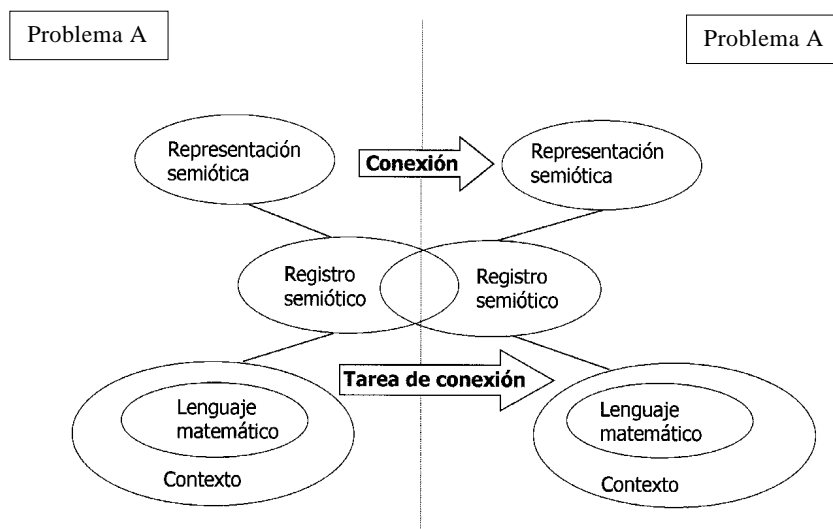 Problema A
Problema A
Representación
semiótica
Conexión
Representación
semiótica
Registro
semiótico
Registro
semiótico
Tarea de conexión
Lenguaje
matemático
Contexto
Lenguaje
matemático
Contexto